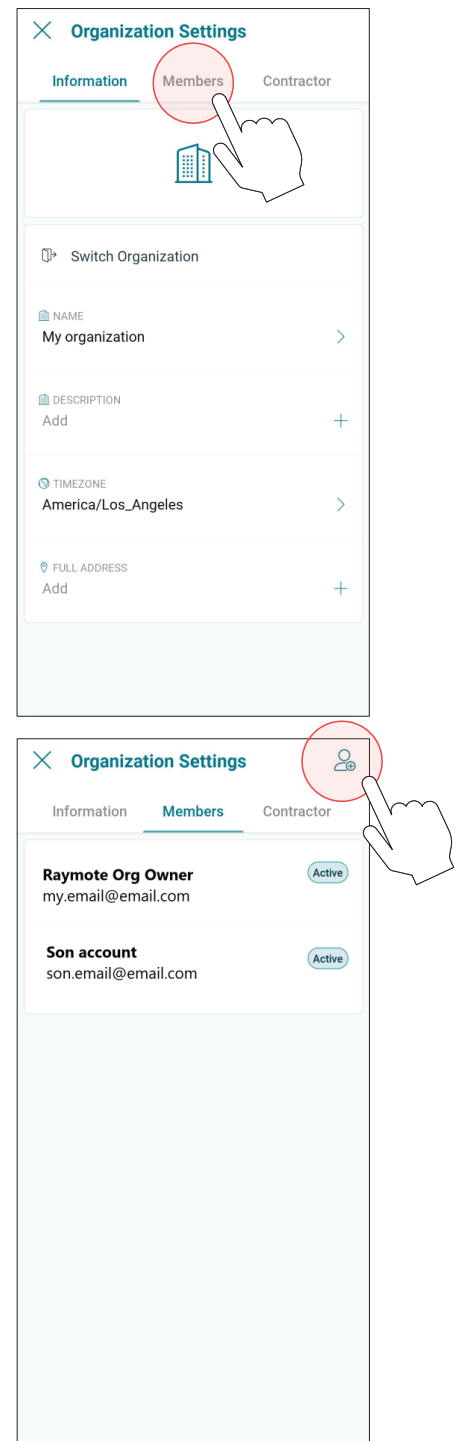 Organization Settings
Information Members Contractor
Switch Organization
NAME
My organization
DESCRIPTION
Add
TIMEZONE
America/Los_Angeles
FULL ADDRESS
Add
Organization Settings
Information Members Contractor
Raymote Org Owner Active
my.email@email.com
Son account Active
son.email@email.com